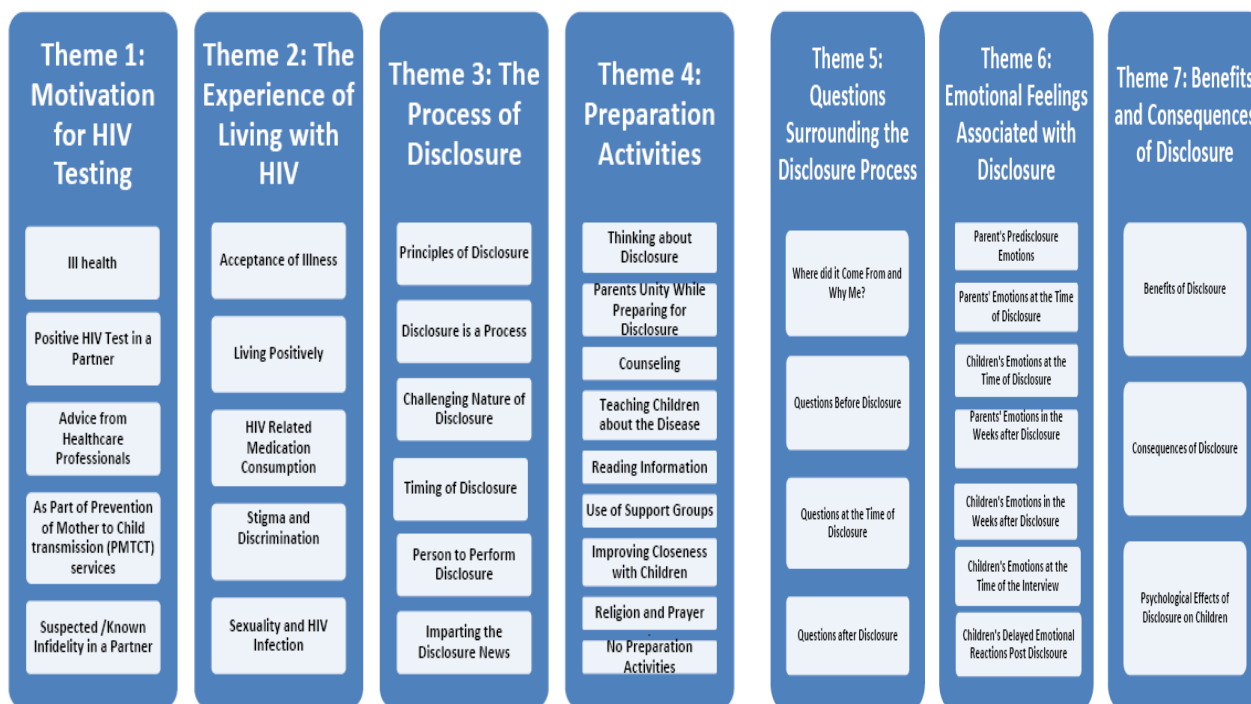 Theme 1:
Motivation
for HIV
Testing
Ill health
Positive HIV Test in a
Partner
Advice from
Healthcare
Professionals
As Part of Prevention
of Mother to Child
transmission (PMTCT)
services
Suspected /Known
Infidelity in a Partner
Theme 2: The
Experience of
Living with
HIV
Acceptance of Illness
Living Positively
HIV Related
Medication
Consumption
Stigma and
Discrimination
Sexuality and HIV
Infection
Theme 3: The
Process of
Disclosure
Principles of Disclosure
Disclosure is a Process
Challenging Nature of
Disclosure
Timing of Disclosure
Person to Perform
Disclosure
Imparting the
Disclosure News
Theme 4:
Preparation
Activities
Thinking about
Disclosure
Parents Unity While
Preparing for
Disclosure
Counseling
Teaching Children
about the Disease
Reading Information
Use of Support Groups
Improving Closeness
with Children
Religion and Prayer
No Preparation
Activities
Theme 5:
Questions
Surrounding the
Disclosure Process
Where did it Come From and
Why Me?
Questions Before Disclosure
Questions at the Time of
Disclosure
Questions after Disclosure
Theme 6:
Emotional Feelings
Associated with
Disclosure
Parent's Predisclosure
Emotions
Parents' Emotions at the Time
of Disclosure
Children's Emotions at the
Time of Disclosure
Parents' Emotions in the
Weeks after Disclosure
Children's Emotions in the
Weeks after Disclosure
Children's Emotions at the
Time of the Interview
Children's Delayed Emotional
Reactions Post Disclosure
Theme 7: Benefits
and Consequences
of Disclosure
Benefits of Disclsoure
Consequences of Disclosure
Psychological Effects of
Disclosure on Children